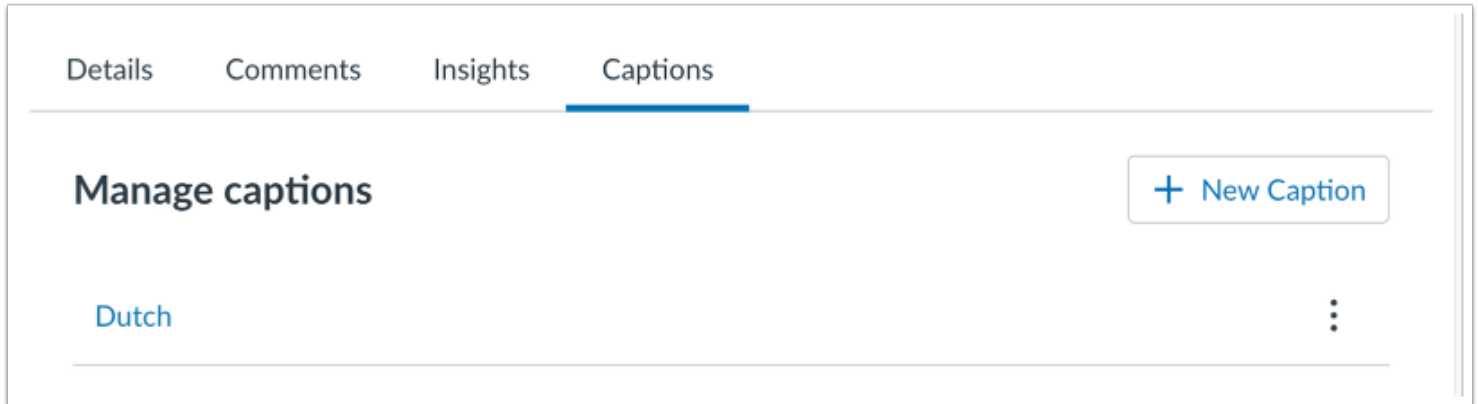 Details Comments Insights Captions
Manage captions
+ New Caption
Dutch